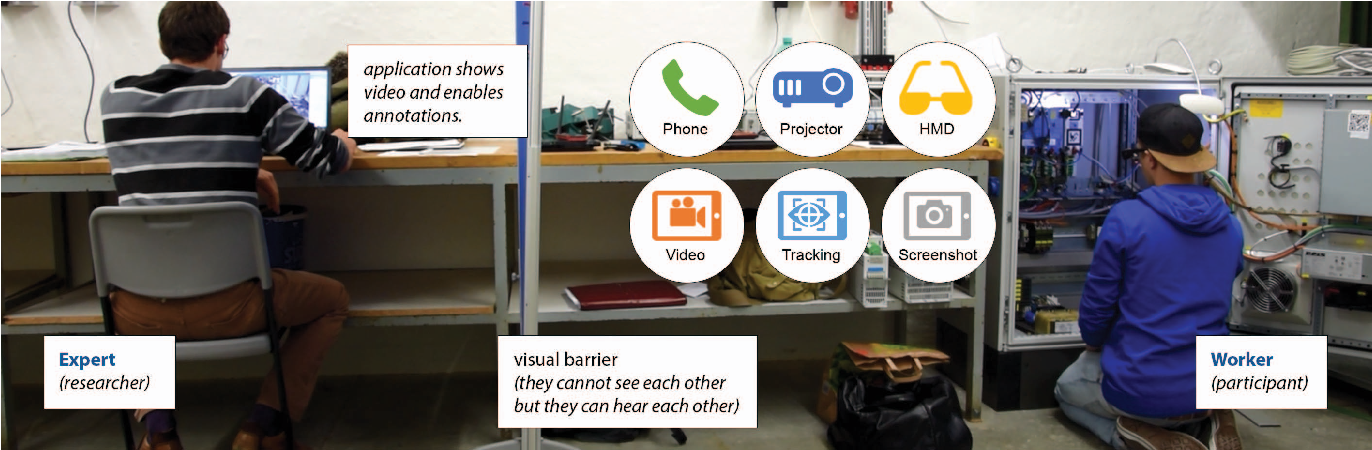 application shows
video and enables
annotations.
Phone
Projector
HMD
Video
Tracking
Screenshot
Expert
(researcher)
visual barrier
(they cannot see each other
but they can hear each other)
Worker
(participant)